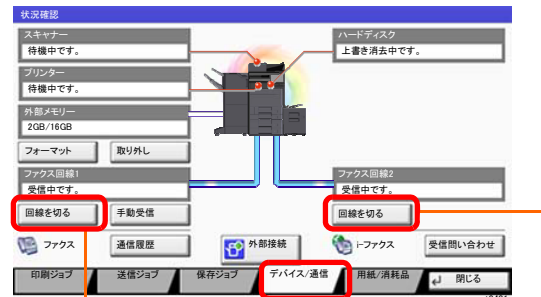 状況確認
スキャナー
待機中です。
ハードディスク
上書き消去中です。
プリンター
待機中です。
外部メモリー
2GB/16GB
フォーマット 取り外し
ファクス回線1
受信中です。
ファクス回線2
受信中です。
回線を切る 手動受信
回線を切る
ファクス 通信履歴 外部接続 i-ファクス 受信問い合わせ
印刷ジョブ 送信ジョブ 保存ジョブ デバイス/通信 用紙/消耗品 閉じる